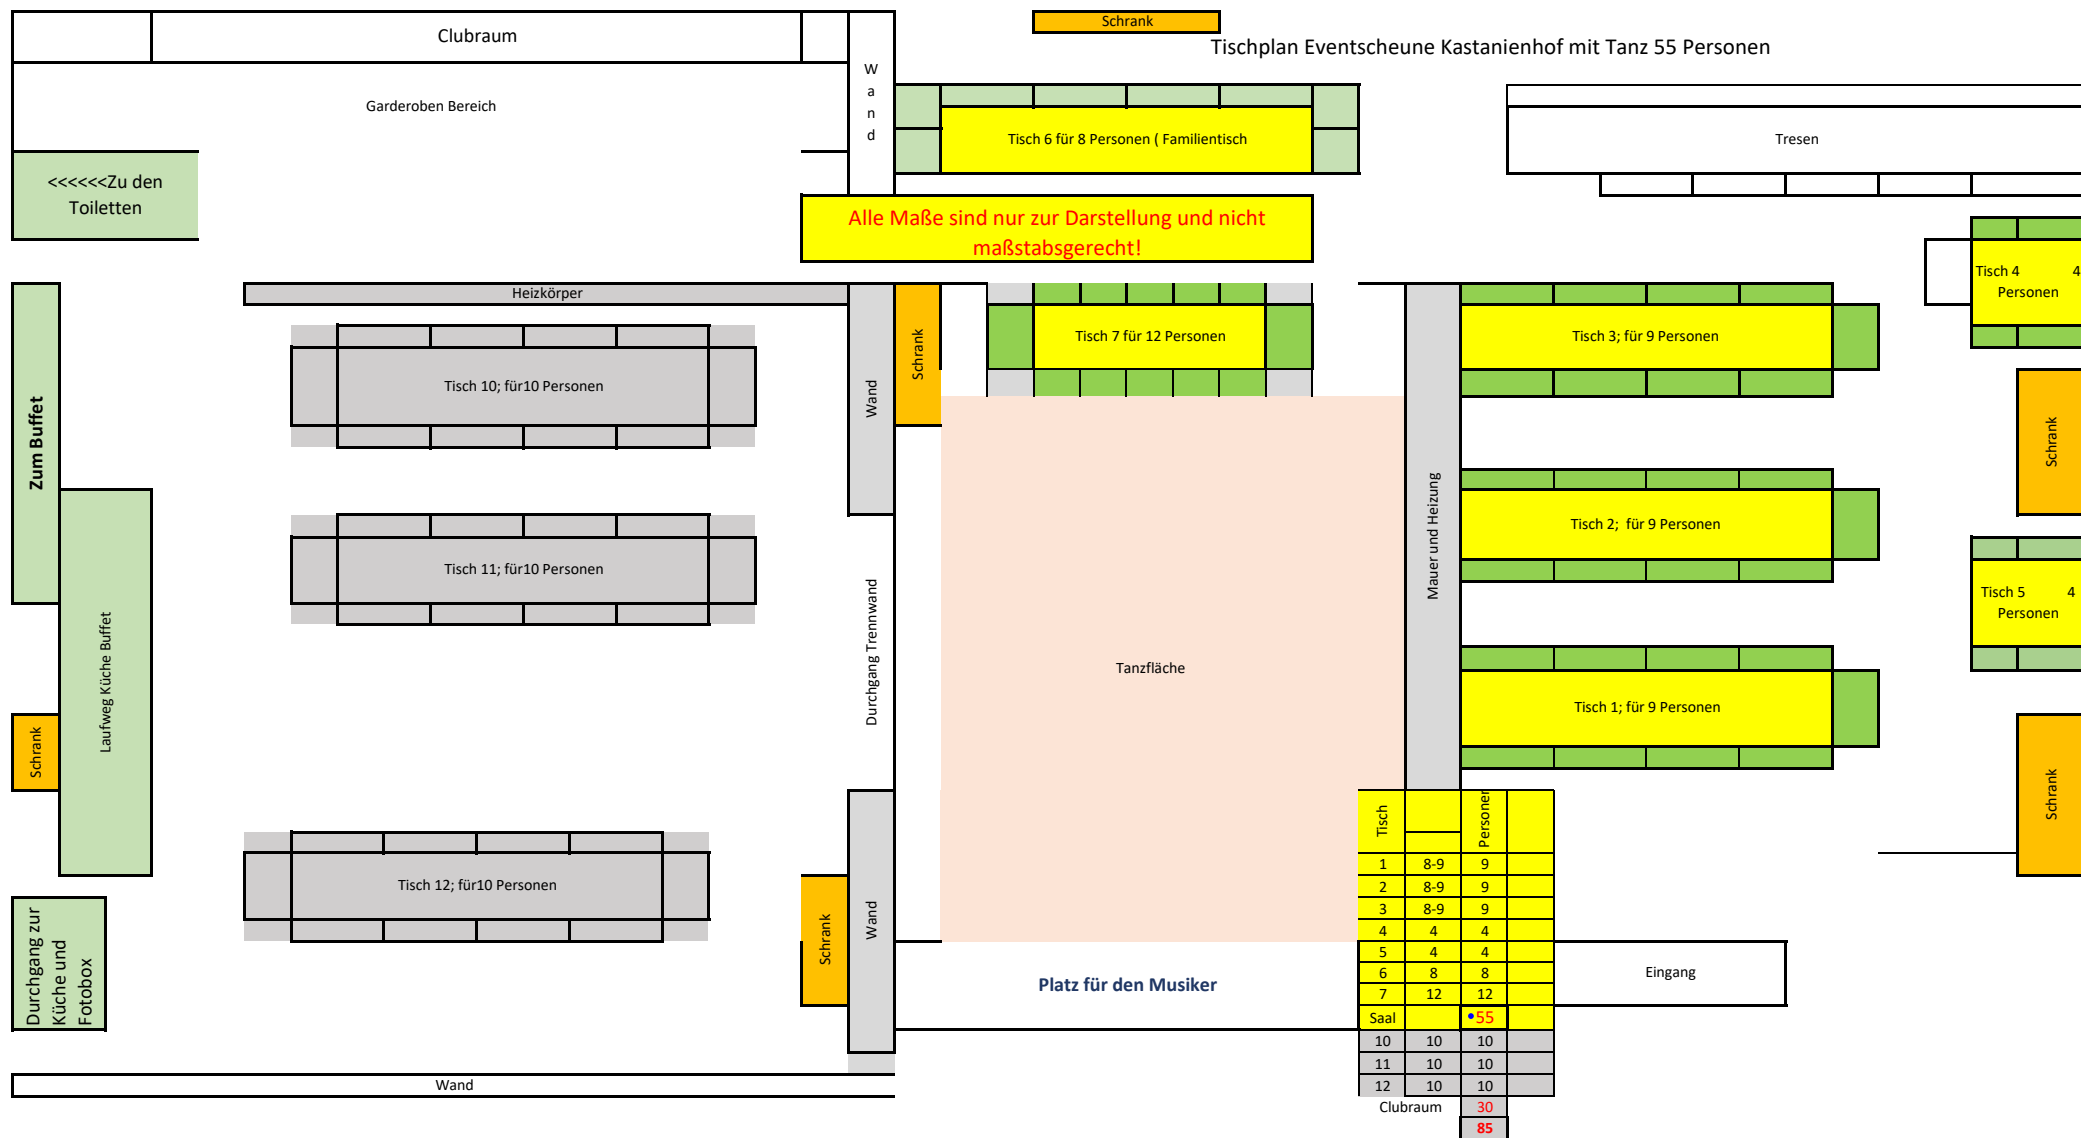 Schrank
Clubraum
Tischplan Eventscheune Kastanienhof mit Tanz 55 Personen
W
a
n
d
Garderoben Bereich
Tisch 6 für 8 Personen ( Familientisch
Tresen
<<<<<<Zu den
Toiletten
Alle Maße sind nur zur Darstellung und nicht
maßstabsgerecht!
Tisch 4 4
Personen
Heizkörper
Zum Buffet
Tisch 10; für10 Personen
Wand
Schrank
Tisch 7 für 12 Personen
Mauer und Heizung
Tisch 3; für 9 Personen
Schrank
Tisch 11; für10 Personen
Tisch 2; für 9 Personen
Tisch 5 4
Personen
Laufweg Küche Buffet
Durchgang Trennwand
Tanzfläche
Tisch 1; für 9 Personen
Schrank
Schrank
Tisch 12; für10 Personen
Schrank
Wand
Durchgang zur
Küche und
Fotobox
Platz für den Musiker
Eingang
Tisch Personen
1 8-9 9
2 8-9 9
3 8-9 9
4 4 4
5 4 4
6 8 8
7 12 12
Saal •55
10 10 10
11 10 10
12 10 10
Clubraum 30
85
Wand